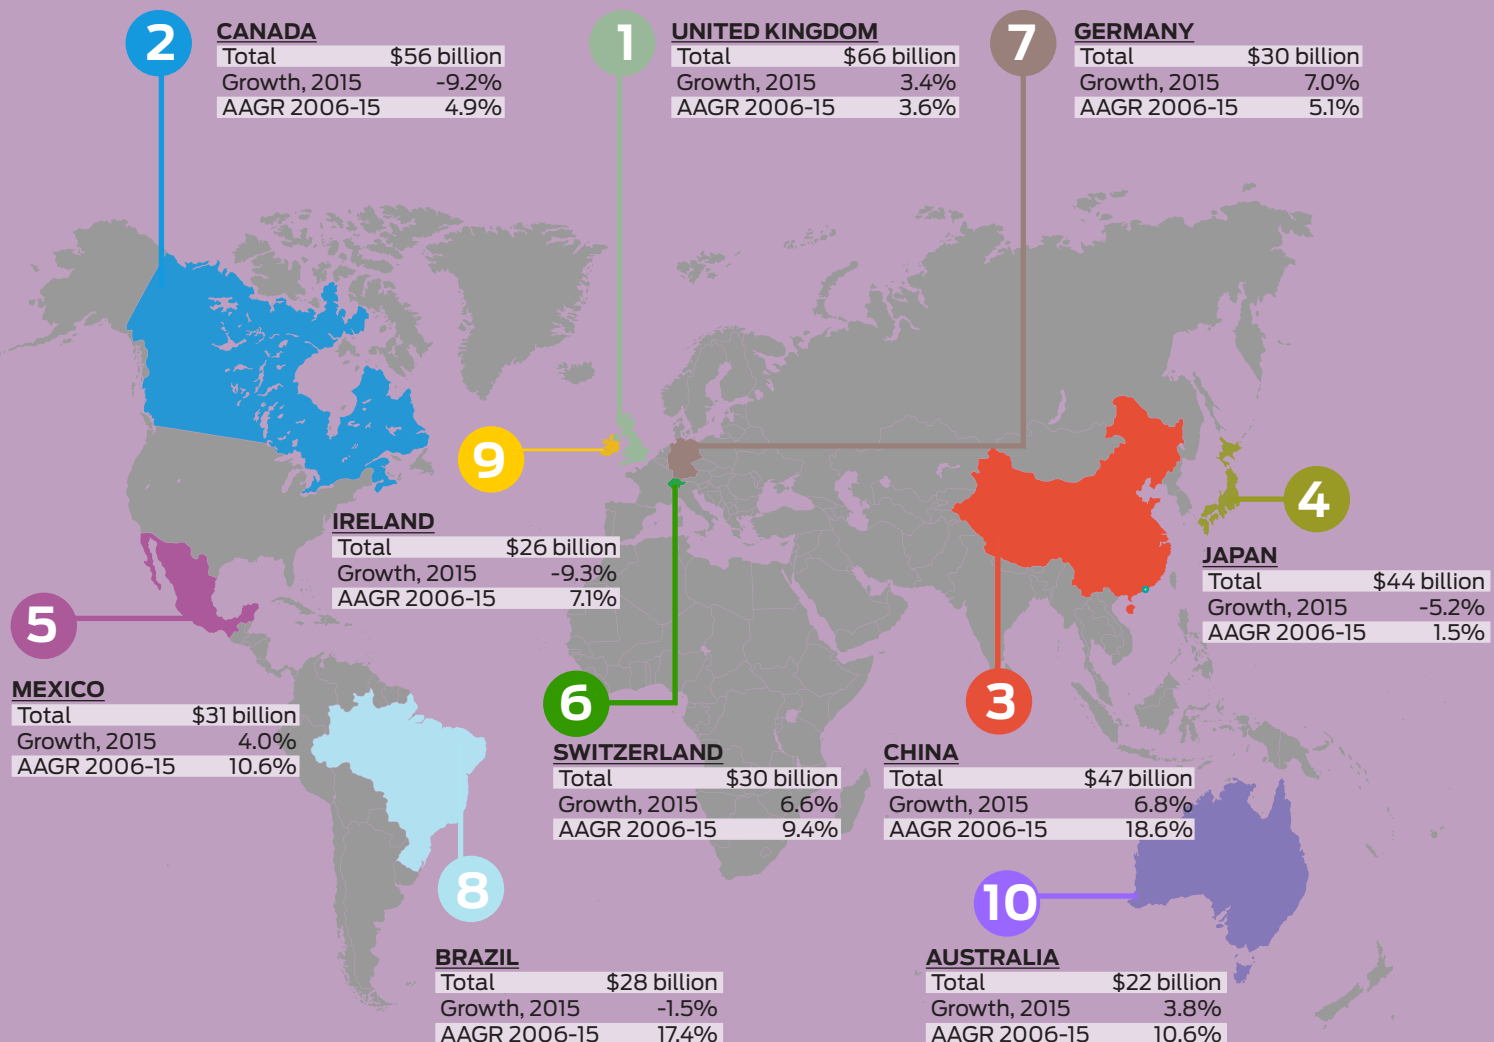 2
CANADA
Total $56 billion
Growth, 2015 -9.2%
AAGR 2006-15 4.9%
1
UNITED KINGDOM
Total $66 billion
Growth, 2015 3.4%
AAGR 2006-15 3.6%
7
GERMANY
Total $30 billion
Growth, 2015 7.0%
AAGR 2006-15 5.1%
9
IRELAND
Total $26 billion
Growth, 2015 -9.3%
AAGR 2006-15 7.1%
4
JAPAN
Total $44 billion
Growth, 2015 -5.2%
AAGR 2006-15 1.5%
5
MEXICO
Total $31 billion
Growth, 2015 4.0%
AAGR 2006-15 10.6%
6
SWITZERLAND
Total $30 billion
Growth, 2015 6.6%
AAGR 2006-15 9.4%
3
CHINA
Total $47 billion
Growth, 2015 6.8%
AAGR 2006-15 18.6%
8
BRAZIL
Total $28 billion
Growth, 2015 -1.5%
AAGR 2006-15 17.4%
10
AUSTRALIA
Total $22 billion
Growth, 2015 3.8%
AAGR 2006-15 10.6%